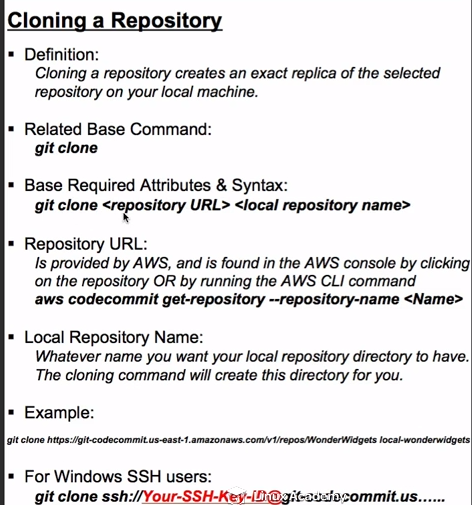 Cloning a Repository
▪ Definition:
Cloning a repository creates an exact replica of the selected
repository on your local machine.
▪ Related Base Command:
git clone
▪ Base Required Attributes & Syntax:
git clone <repository URL> <local repository name>
▪ Repository URL:
Is provided by AWS, and is found in the AWS console by clicking
on the repository OR by running the AWS CLI command
aws codecommit get-repository --repository-name <Name>
▪ Local Repository Name:
Whatever name you want your local repository directory to have.
The cloning command will create this directory for you.
▪ Example:
git clone https://git-codecommit.us-east-1.amazonaws.com/v1/repos/WonderWidgets local-wonderwidgets
▪ For Windows SSH users:
git clone ssh://Your-SSH-Key-ID@git-codecommit.us…...
Linux Academy